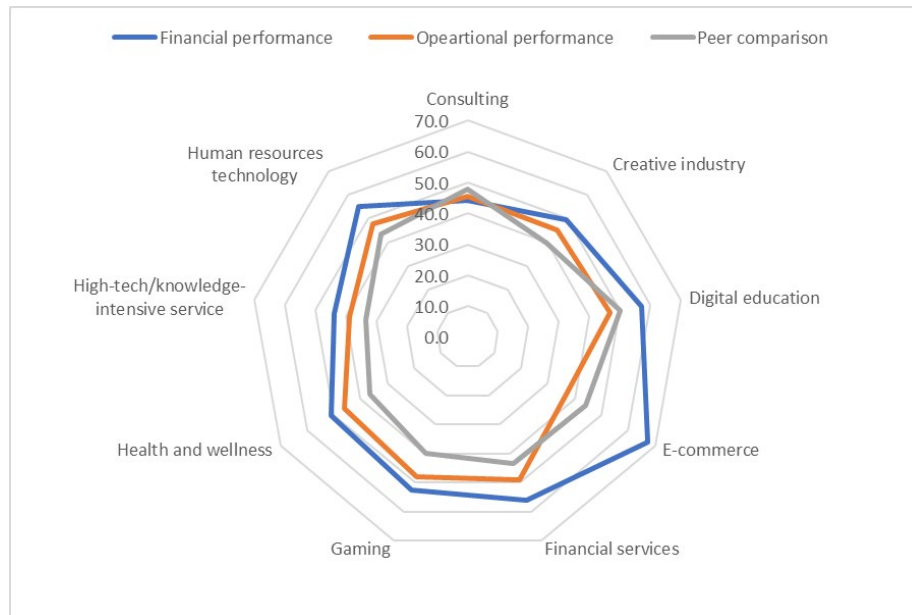 Financial performance
Opeartional performance
Peer comparison
Consulting
70.0
60.0
50.0
40.0
30.0
20.0
10.0
0.0
Creative industry
Digital education
E-commerce
Financial services
Gaming
Health and wellness
High-tech/knowledge-
intensive service
Human resources
technology